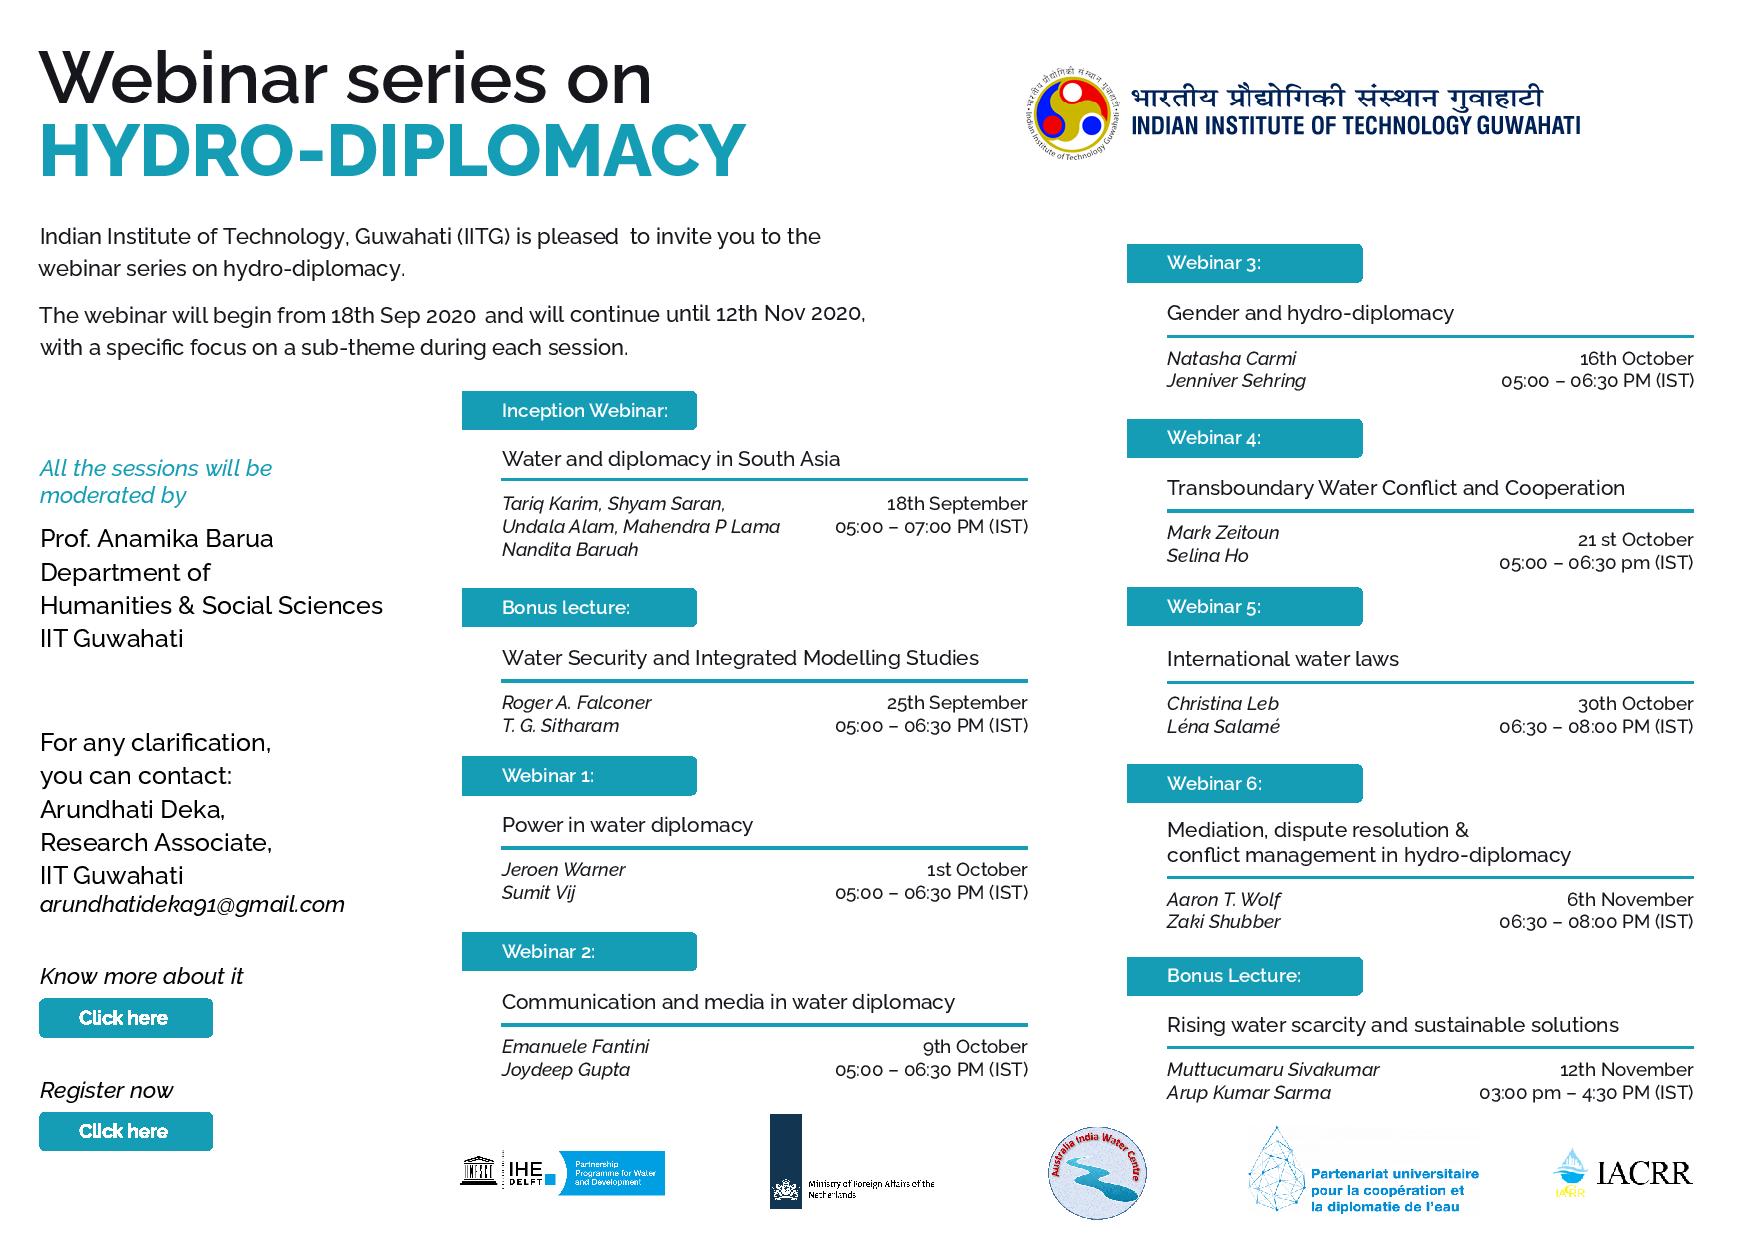 Webinar series on
HYDRO-DIPLOMACY
भारतीय प्रौद्योगिकी संस्थान गुवाहाटी
Indian Institute of Technology Guwahati
भारतीय प्रौद्योगिकी संस्थान गुवाहाटी
INDIAN INSTITUTE OF TECHNOLOGY GUWAHATI
Indian Institute of Technology, Guwahati (IITG) is pleased to invite you to the
webinar series on hydro-diplomacy.
The webinar will begin from 18th Sep 2020 and will continue until 12th Nov 2020,
with a specific focus on a sub-theme during each session.
All the sessions will be
moderated by
Prof. Anamika Barua
Department of
Humanities & Social Sciences
IIT Guwahati
For any clarification,
you can contact:
Arundhati Deka,
Research Associate,
IIT Guwahati
arundhatideka91@gmail.com
Know more about it
Click here
Register now
Click here
Inception Webinar:
Water and diplomacy in South Asia
Tariq Karim, Shyam Saran, 18th September
Undala Alam, Mahendra P Lama 05:00 – 07:00 PM (IST)
Nandita Baruah
Bonus lecture:
Water Security and Integrated Modelling Studies
Roger A. Falconer 25th September
T. G. Sitharam 05:00 – 06:30 PM (IST)
Webinar 1:
Power in water diplomacy
Jeroen Warner 1st October
Sumit Vij 05:00 – 06:30 PM (IST)
Webinar 2:
Communication and media in water diplomacy
Emanuele Fantini 9th October
Joydeep Gupta 05:00 – 06:30 PM (IST)
Webinar 3:
Gender and hydro-diplomacy
Natasha Carmi 16th October
Jenniver Sehring 05:00 – 06:30 PM (IST)
Webinar 4:
Transboundary Water Conflict and Cooperation
Mark Zeitoun 21 st October
Selina Ho 05:00 – 06:30 pm (IST)
Webinar 5:
International water laws
Christina Leb 30th October
Léna Salamé 06:30 – 08:00 PM (IST)
Webinar 6:
Mediation, dispute resolution &
conflict management in hydro-diplomacy
Aaron T. Wolf 6th November
Zaki Shubber 06:30 – 08:00 PM (IST)
Bonus Lecture:
Rising water scarcity and sustainable solutions
Muttucumaru Sivakumar 12th November
Arup Kumar Sarma 03:00 pm – 4:30 PM (IST)
UNESCO
IHE
DELFT
Partnership
Programme for Water
and Development
Ministry of Foreign Affairs of the
Netherlands
Australia India Water Centre
Partenariat universitaire
pour la coopération et
la diplomatie de l'eau
IACRR
IACRR